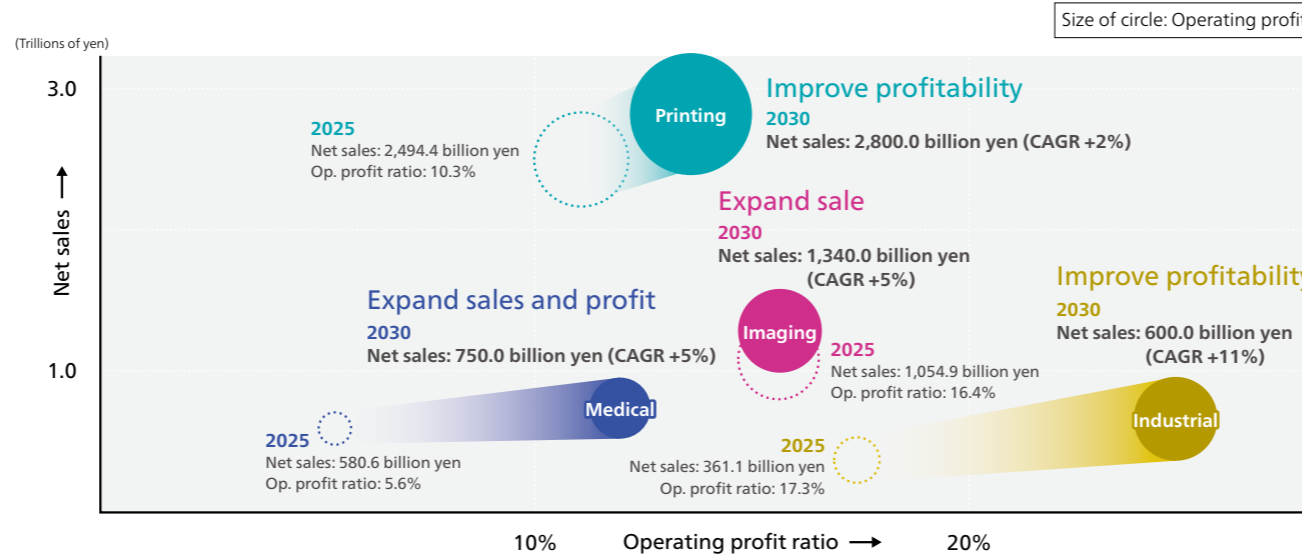 Size of circle: Operating profit
(Trillions of yen)
3.0
1.0
Net sales
Printing
Improve profitability
2030
Net sales: 2,800.0 billion yen (CAGR +2%)
2025
Net sales: 2,494.4 billion yen
Op. profit ratio: 10.3%
Expand sale
2030
Net sales: 1,340.0 billion yen
(CAGR +5%)
Imaging
2025
Net sales: 1,054.9 billion yen
Op. profit ratio: 16.4%
Expand sales and profit
2030
Net sales: 750.0 billion yen (CAGR +5%)
Medical
2025
Net sales: 580.6 billion yen
Op. profit ratio: 5.6%
Improve profitability
2030
Net sales: 600.0 billion yen
(CAGR +11%)
Industrial
2025
Net sales: 361.1 billion yen
Op. profit ratio: 17.3%
10%
Operating profit ratio
20%